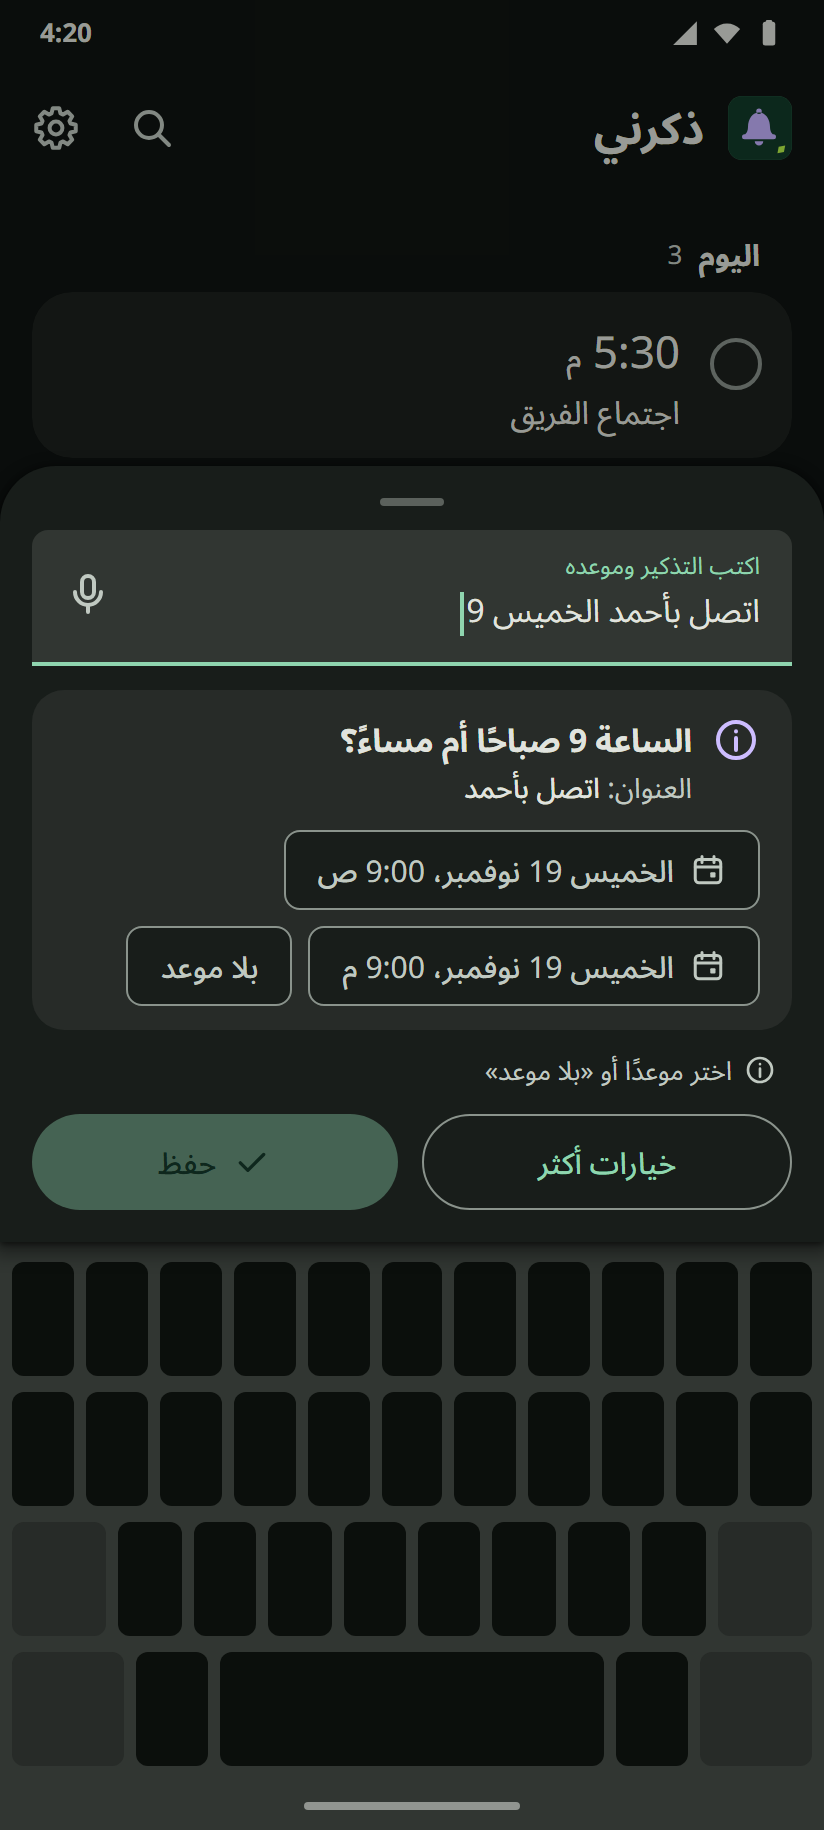 4:20
ذكرني
اليوم 3
5:30 م
اجتماع الفريق
اكتب التذكير وموعده
اتصل بأحمد الخميس 9
الساعة 9 صباحًا أم مساءً؟
العنوان: اتصل بأحمد
الخميس 19 نوفمبر، 9:00 ص
الخميس 19 نوفمبر، 9:00 م
بلا موعد
اختر موعدًا أو «بلا موعد»
خيارات أكثر
حفظ